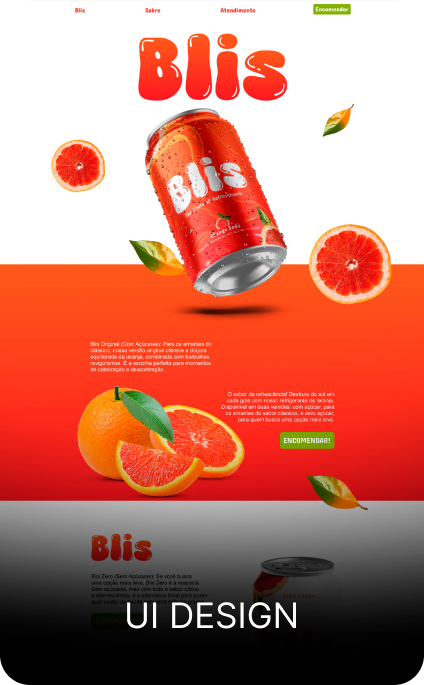 Blis
Sobre
Atendimento
Encomendar
Blis
Blis
Orange Soda
Blis Original (Com Açúcares): Para os amantes do
clássico, nossa versão original oferece a doçura
equilibrada da laranja, combinada com borbulhas
revigorantes. É a escolha perfeita para momentos
de celebração e descontração.
O sabor da refrescância! Desfrute do sol em
cada gole com nosso refrigerante de laranja.
Disponível em duas versões: com açúcar, para
os amantes do sabor clássico, e zero açúcar,
para quem busca uma opção mais leve.
ENCOMENDAR!
Blis
Blis Zero (Sem Açúcares): Se você busca
uma opção mais leve, Blis Zero é a resposta.
Sem açúcares, mas com todo o sabor cítrico
e efervescência, é a alternativa ideal para quem
UI DESIGN